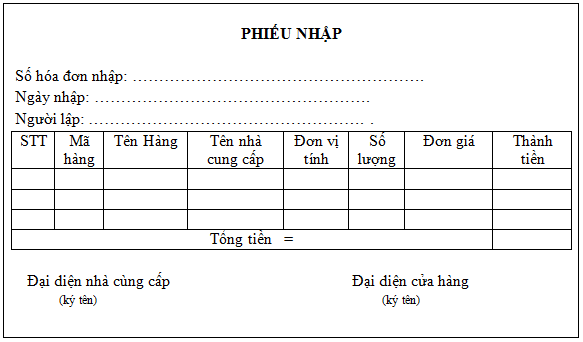 PHIẾU NHẬP
Số hóa đơn nhập: …………………………………………………….
Ngày nhập: ………………………………………………….
Người lập: …………………………………………………. .
STT Mã hàng Tên Hàng Tên nhà cung cấp Đơn vị tính Số lượng Đơn giá Thành tiền
Tổng tiền =
Đại diện nhà cùng cấp Đại diện cửa hàng
(ký tên) (ký tên)